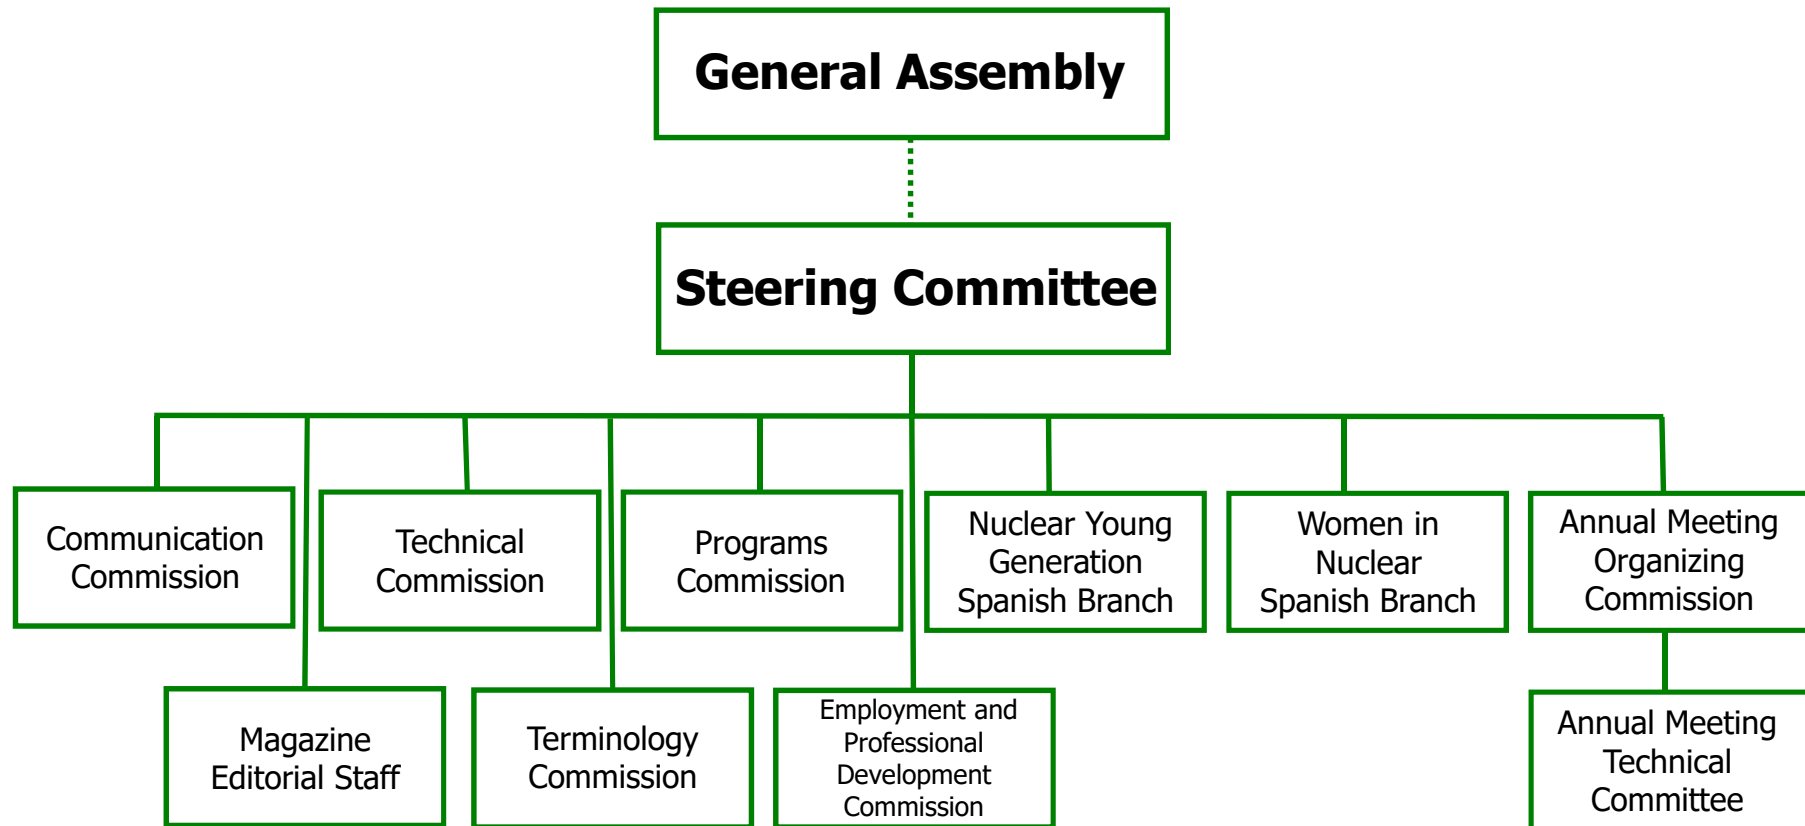 General Assembly
Steering Committee
Communication
Commission
Technical
Commission
Programs
Commission
Nuclear Young
Generation
Spanish Branch
Women in
Nuclear
Spanish Branch
Annual Meeting
Organizing
Commission
Magazine
Editorial Staff
Terminology
Commission
Employment and
Professional
Development
Commission
Annual Meeting
Technical
Committee